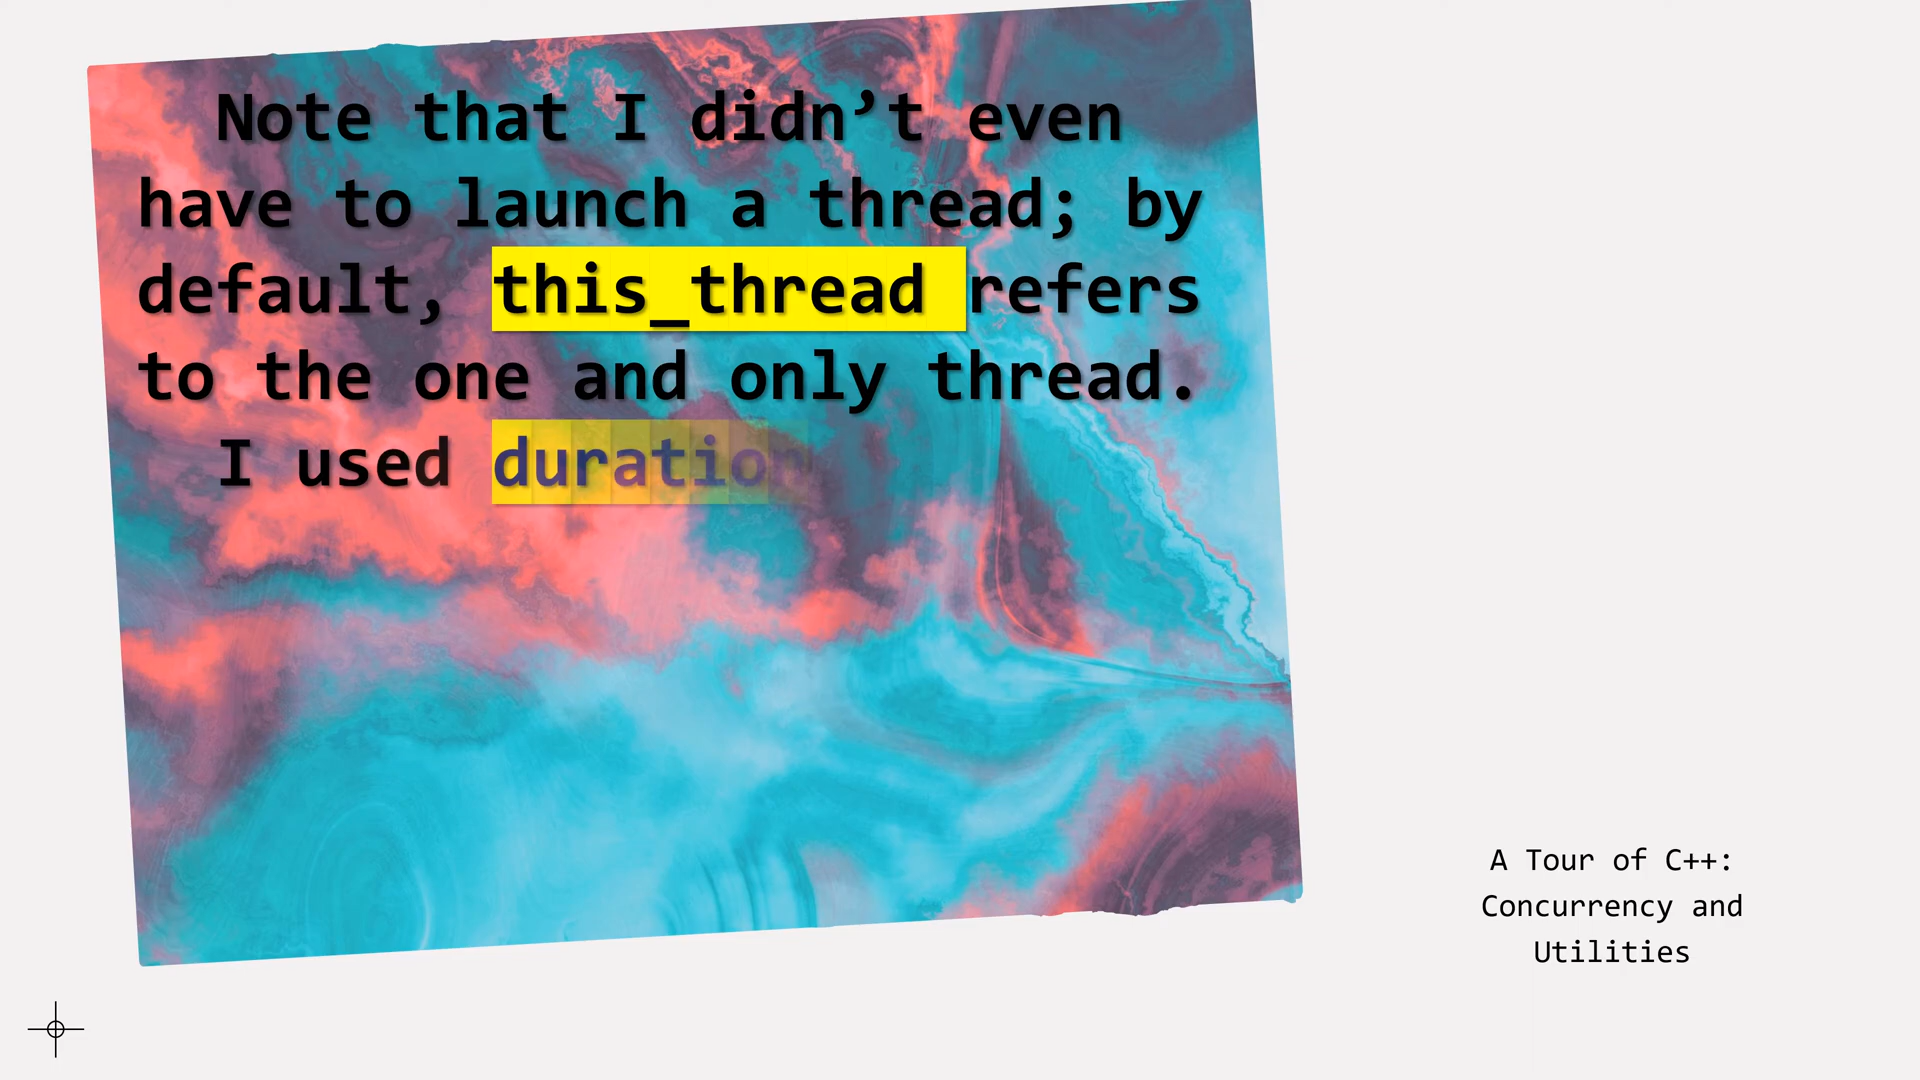 Note that I didn’t even
have to launch a thread; by
default, this_thread refers
to the one and only thread.
I used duration
A Tour of C++:
Concurrency and
Utilities